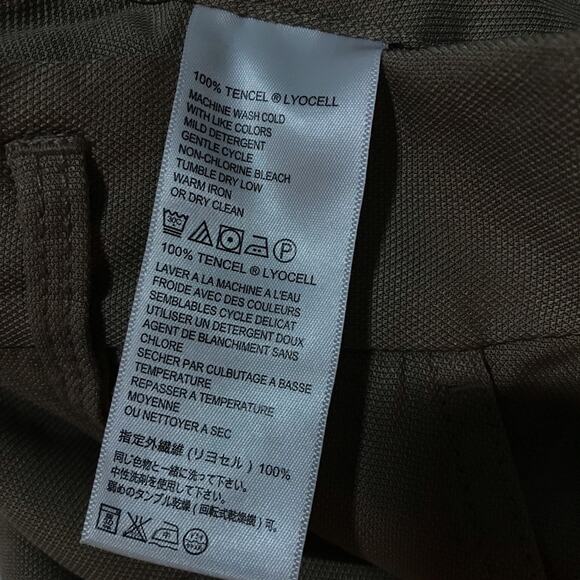 100% TENCEL ® LYOCELL
MACHINE WASH COLD
WITH LIKE COLORS
MILD DETERGENT
GENTLE CYCLE
NON-CHLORINE BLEACH
TUMBLE DRY LOW
WARM IRON
OR DRY CLEAN
30C P
100% TENCEL ® LYOCELL
LAVER A LA MACHINE A L'EAU
FROIDE AVEC DES COULEURS
SEMBLABLES CYCLE DELICAT
UTILISER UN DETERGENT DOUX
AGENT DE BLANCHIMENT SANS
CHLORE
SECHER PAR CULBUTAGE A BASSE
TEMPERATURE
REPASSER A TEMPERATURE
MOYENNE
OU NETTOYER A SEC
指定外繊維 (リヨセル) 100%
同じ色物と一緒に洗って下さい。
中性洗剤を使用して下さい。
弱めのタンブル乾燥 (回転式乾燥機) 可
中